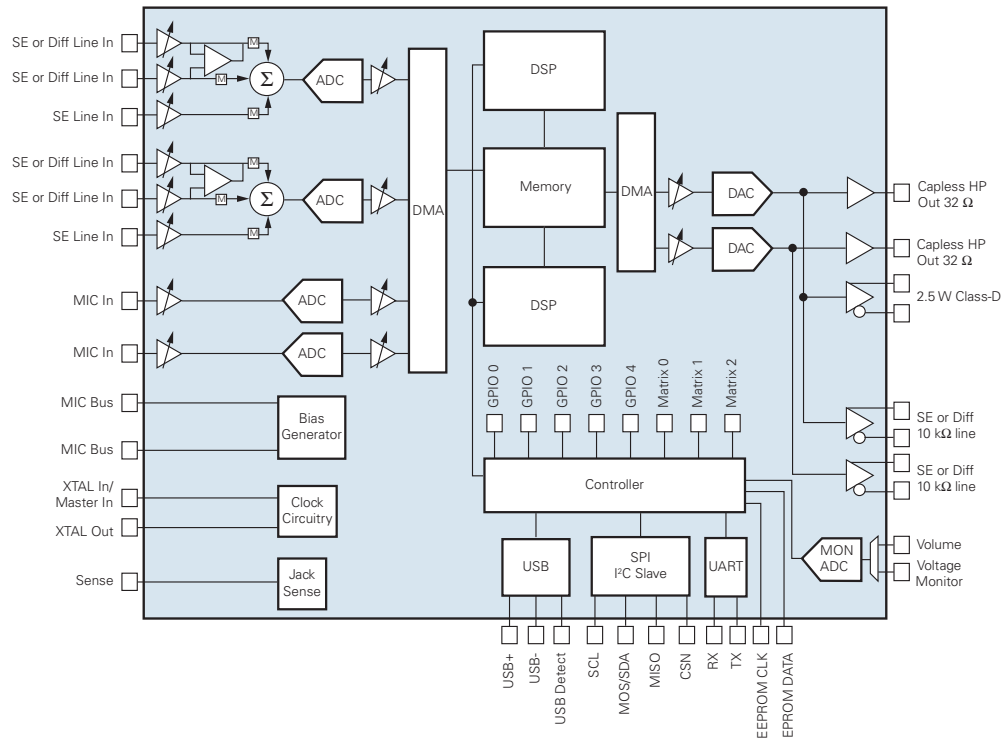 SE or Diff Line In
SE or Diff Line In
SE Line In
SE or Diff Line In
SE or Diff Line In
SE Line In
MIC In
MIC In
MIC Bus
MIC Bus
XTAL In/
Master In
XTAL Out
Sense
M
M
M
Σ
ADC
M
M
M
Σ
ADC
ADC
ADC
Bias
Generator
Clock
Circuitry
Jack
Sense
DMA
DSP
Memory
DSP
DMA
DAC
DAC
Capless HP
Out 32 Ω
Capless HP
Out 32 Ω
2.5 W Class-D
SE or Diff
10 kΩ line
SE or Diff
10 kΩ line
Volume
Voltage
Monitor
GPIO 0
GPIO 1
GPIO 2
GPIO 3
GPIO 4
Matrix 0
Matrix 1
Matrix 2
Controller
USB
SPI
I²C Slave
UART
MON
ADC
USB+
USB-
USB Detect
SCL
MOS/SDA
MISO
CSN
RX
TX
EEPROM CLK
EPROM DATA